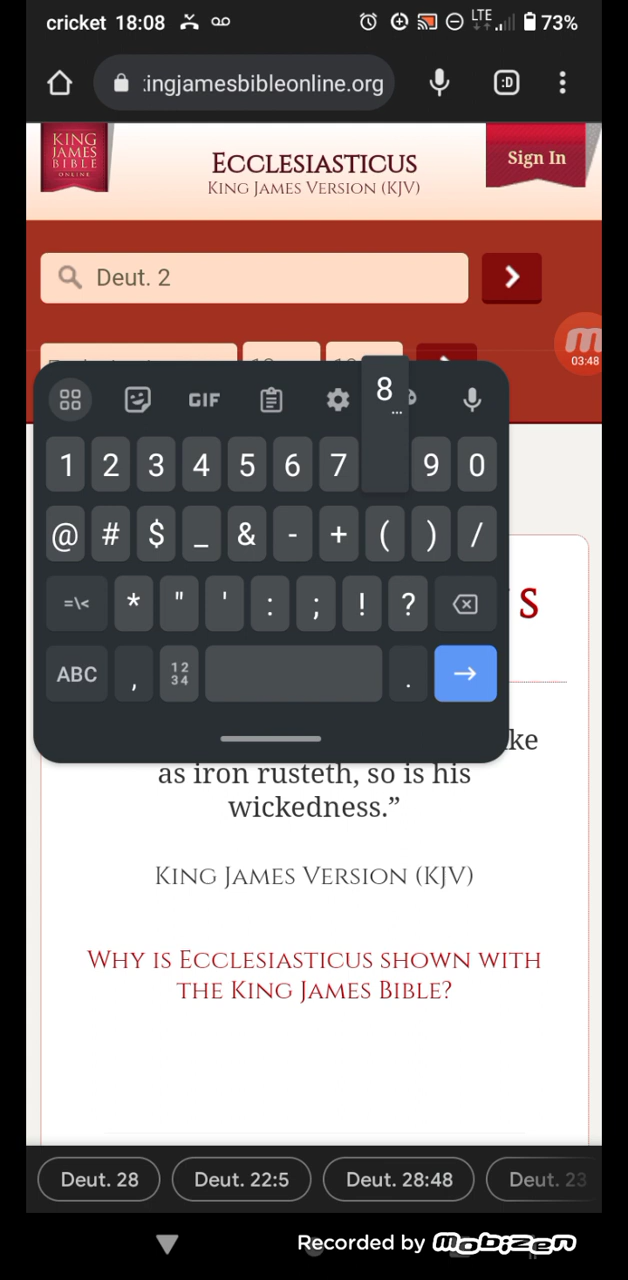 cricket 18:08 LTE 73%
:ingjamesbibleonline.org :D
KING
JAMES
BIBLE
ONLINE
ECCLESIASTICUS
KING JAMES VERSION (KJV)
Sign In
Deut. 2
03:48
GIF
8
...
1 2 3 4 5 6 7 9 0
@ # $ _ & - + ( ) /
=\< * " ' : ; ! ?
S
ABC , 12 .
34
ke
as iron rusteth, so is his
wickedness.”
KING JAMES VERSION (KJV)
WHY IS ECCLESIASTICUS SHOWN WITH
THE KING JAMES BIBLE?
Deut. 28 Deut. 22:5 Deut. 28:48 Deut. 23
Recorded by mobizen